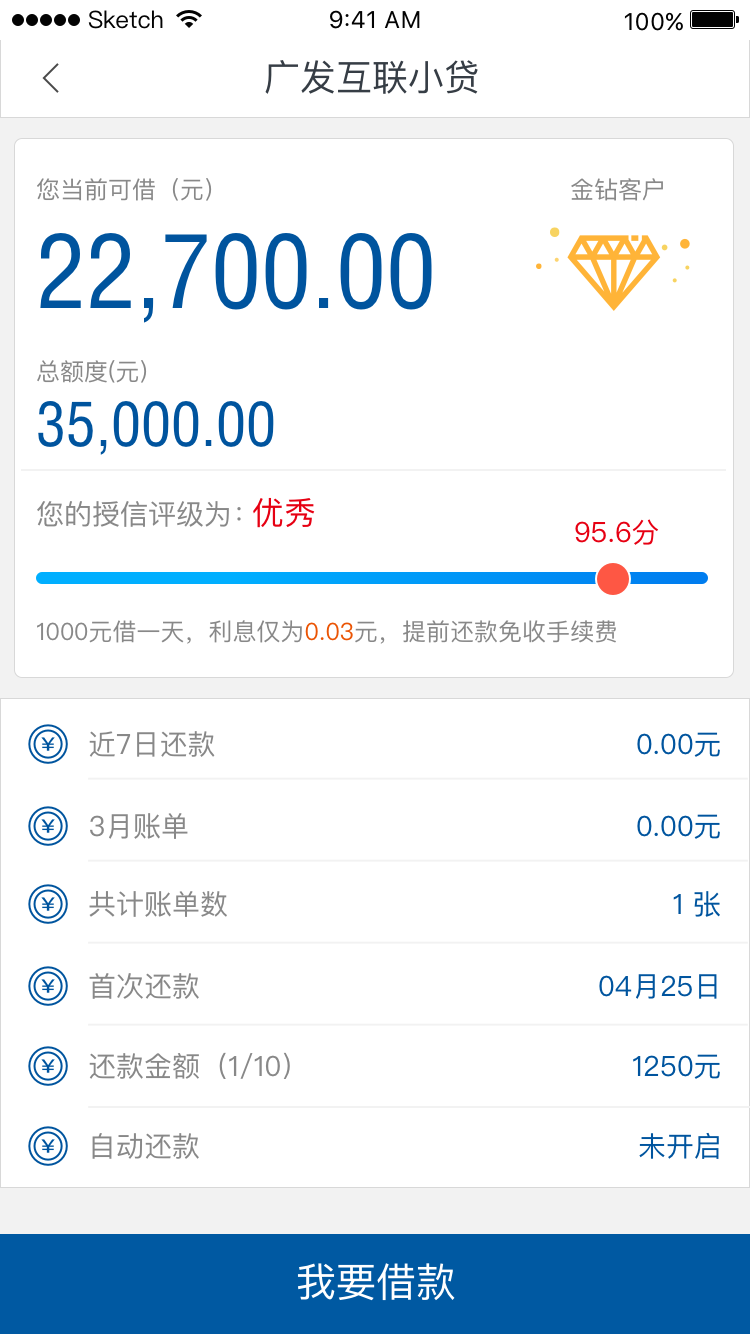 Sketch 9:41 AM 100%
广发互联小贷
您当前可借（元） 金钻客户
22,700.00
总额度(元)
35,000.00
您的授信评级为：优秀
95.6分
1000元借一天，利息仅为0.03元，提前还款免收手续费
¥ 近7日还款 0.00元
¥ 3月账单 0.00元
¥ 共计账单数 1 张
¥ 首次还款 04月25日
¥ 还款金额（1/10） 1250元
¥ 自动还款 未开启
我要借款